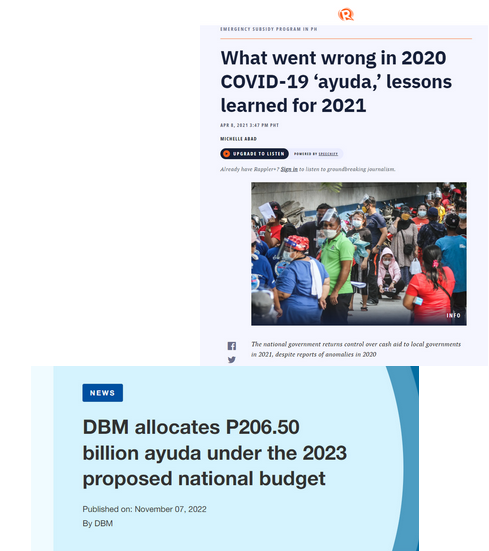 EMERGENCY SUBSIDY PROGRAM IN PH
What went wrong in 2020
COVID-19 ‘ayuda,’ lessons
learned for 2021
APR 8, 2021 3:47 PM PHT
MICHELLE ABAD
UPGRADE TO LISTEN POWERED BY SPEECHIFY
Already have Rappler+? Sign in to listen to groundbreaking journalism.
INFO
The national government returns control over cash aid to local governments
in 2021, despite reports of anomalies in 2020
NEWS
DBM allocates P206.50
billion ayuda under the 2023
proposed national budget
Published on: November 07, 2022
By DBM